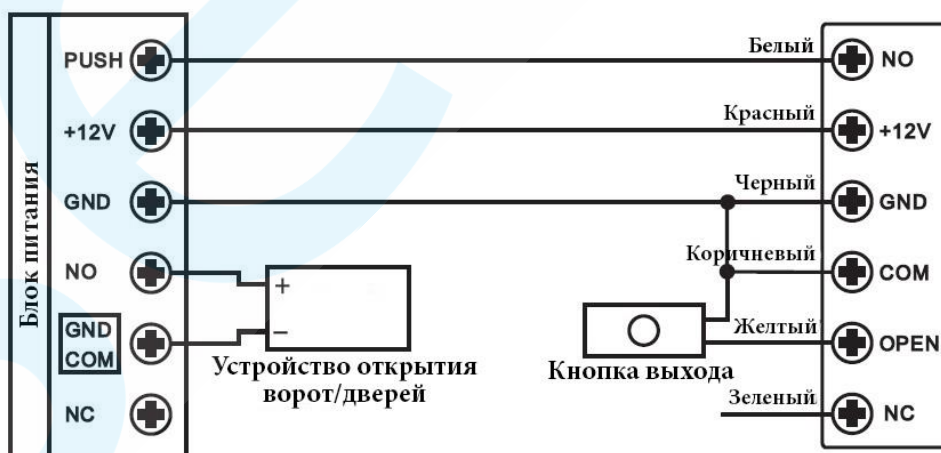 Блок питания
PUSH
+12V
GND
NO
GND
COM
NC
+
−
Устройство открытия
ворот/дверей
Кнопка выхода
Белый
Красный
Черный
Коричневый
Желтый
Зеленый
NO
+12V
GND
COM
OPEN
NC